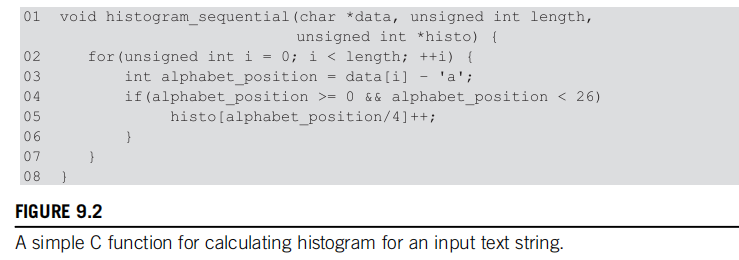 01 void histogram_sequential(char *data, unsigned int length,
unsigned int *histo) {
02 for(unsigned int i = 0; i < length; ++i) {
03 int alphabet_position = data[i] - 'a';
04 if(alphabet_position >= 0 && alphabet_position < 26)
05 histo[alphabet_position/4]++;
06 }
07 }
08 }
FIGURE 9.2
A simple C function for calculating histogram for an input text string.